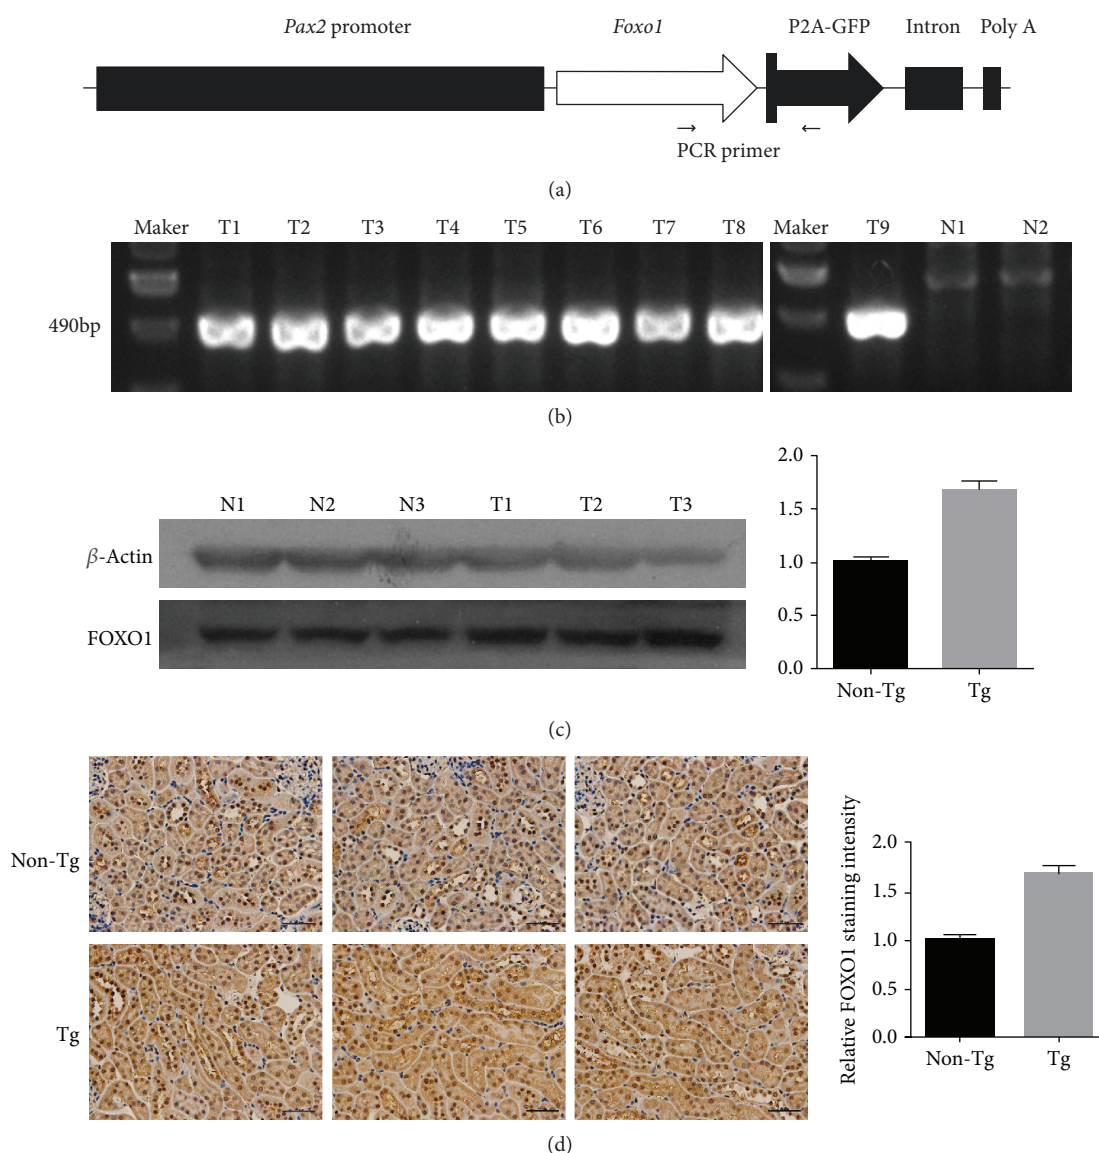 Pax2 promoter Foxo1 P2A-GFP Intron Poly A
PCR primer
(a)
Maker T1 T2 T3 T4 T5 T6 T7 T8 Maker T9 N1 N2
490bp
(b)
N1 N2 N3 T1 T2 T3
β-Actin
FOXO1
2.0
1.5
1.0
0.5
0.0
Non-Tg Tg
(c)
Non-Tg
Tg
Relative FOXO1 staining intensity
2.0
1.5
1.0
0.5
0.0
Non-Tg Tg
(d)